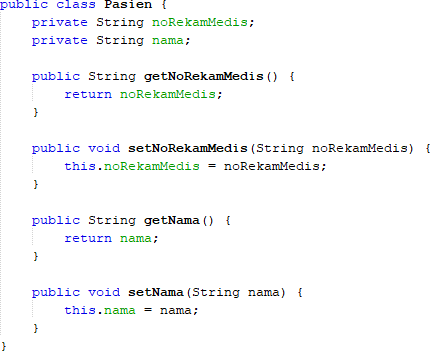 public class Pasien {
    private String noRekamMedis;
    private String nama;
    public String getNoRekamMedis() {
        return noRekamMedis;
    }
    public void setNoRekamMedis(String noRekamMedis) {
        this.noRekamMedis = noRekamMedis;
    }
    public String getNama() {
        return nama;
    }
    public void setNama(String nama) {
        this.nama = nama;
    }
}